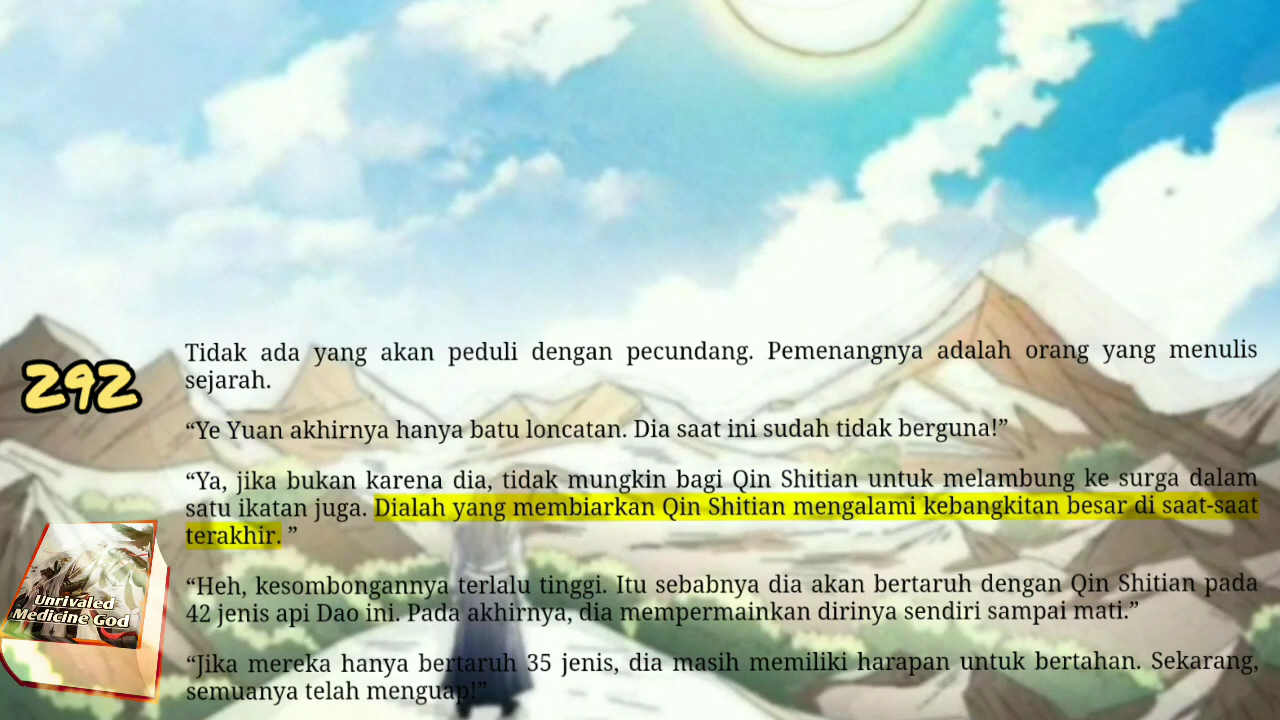 Tidak ada yang akan peduli dengan pecundang. Pemenangnya adalah orang yang menulis
sejarah.
292
“Ye Yuan akhirnya hanya batu loncatan. Dia saat ini sudah tidak berguna!”
“Ya, jika bukan karena dia, tidak mungkin bagi Qin Shitian untuk melambung ke surga dalam
satu ikatan juga. Dialah yang membiarkan Qin Shitian mengalami kebangkitan besar di saat-saat
terakhir. ”
“Heh, kesombongannya terlalu tinggi. Itu sebabnya dia akan bertaruh dengan Qin Shitian pada
42 jenis api Dao ini. Pada akhirnya, dia mempermainkan dirinya sendiri sampai mati.”
“Jika mereka hanya bertaruh 35 jenis, dia masih memiliki harapan untuk bertahan. Sekarang,
semuanya telah menguap!”
Unrivaled
Medicine God